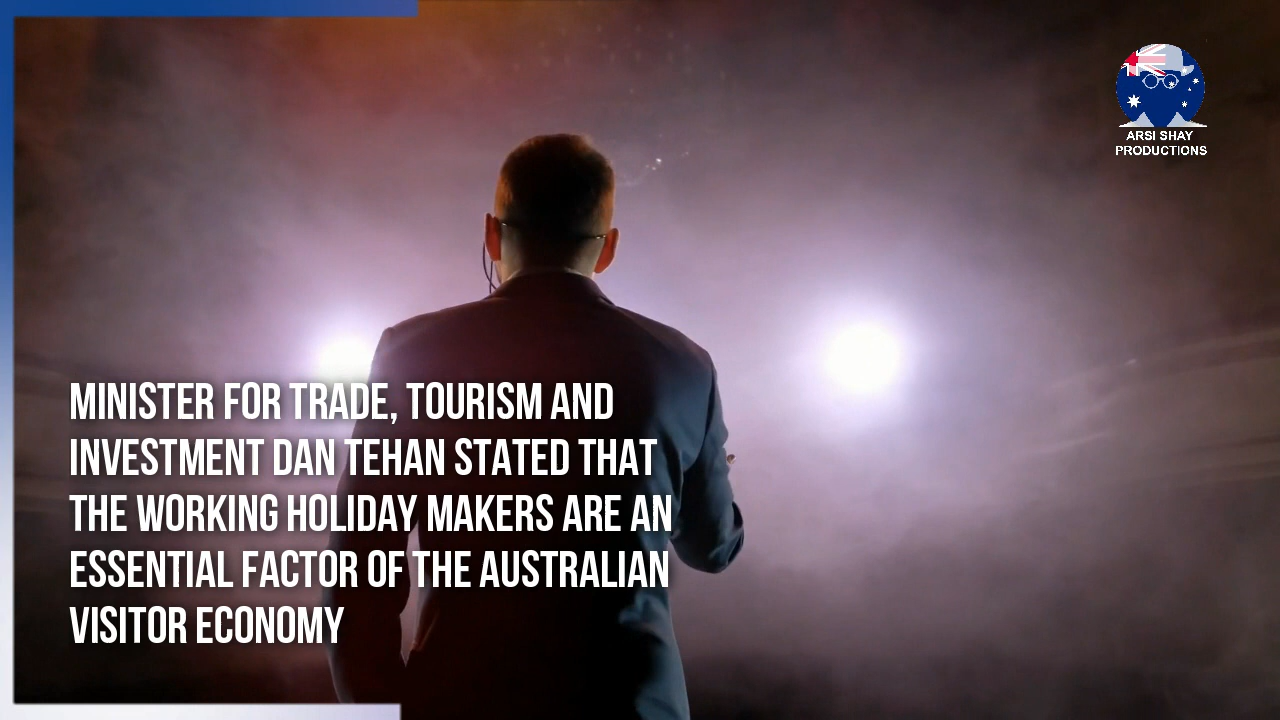 ARSI SHAY
PRODUCTIONS
MINISTER FOR TRADE, TOURISM AND
INVESTMENT DAN TEHAN STATED THAT
THE WORKING HOLIDAY MAKERS ARE AN
ESSENTIAL FACTOR OF THE AUSTRALIAN
VISITOR ECONOMY